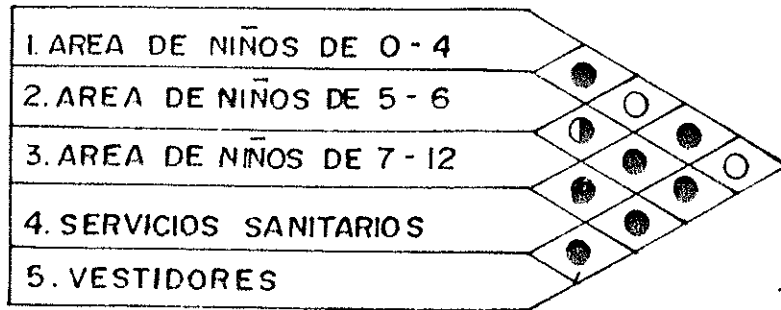 1. AREA DE NIÑOS DE 0-4
2. AREA DE NIÑOS DE 5-6
3. AREA DE NIÑOS DE 7-12
4. SERVICIOS SANITARIOS
5. VESTIDORES